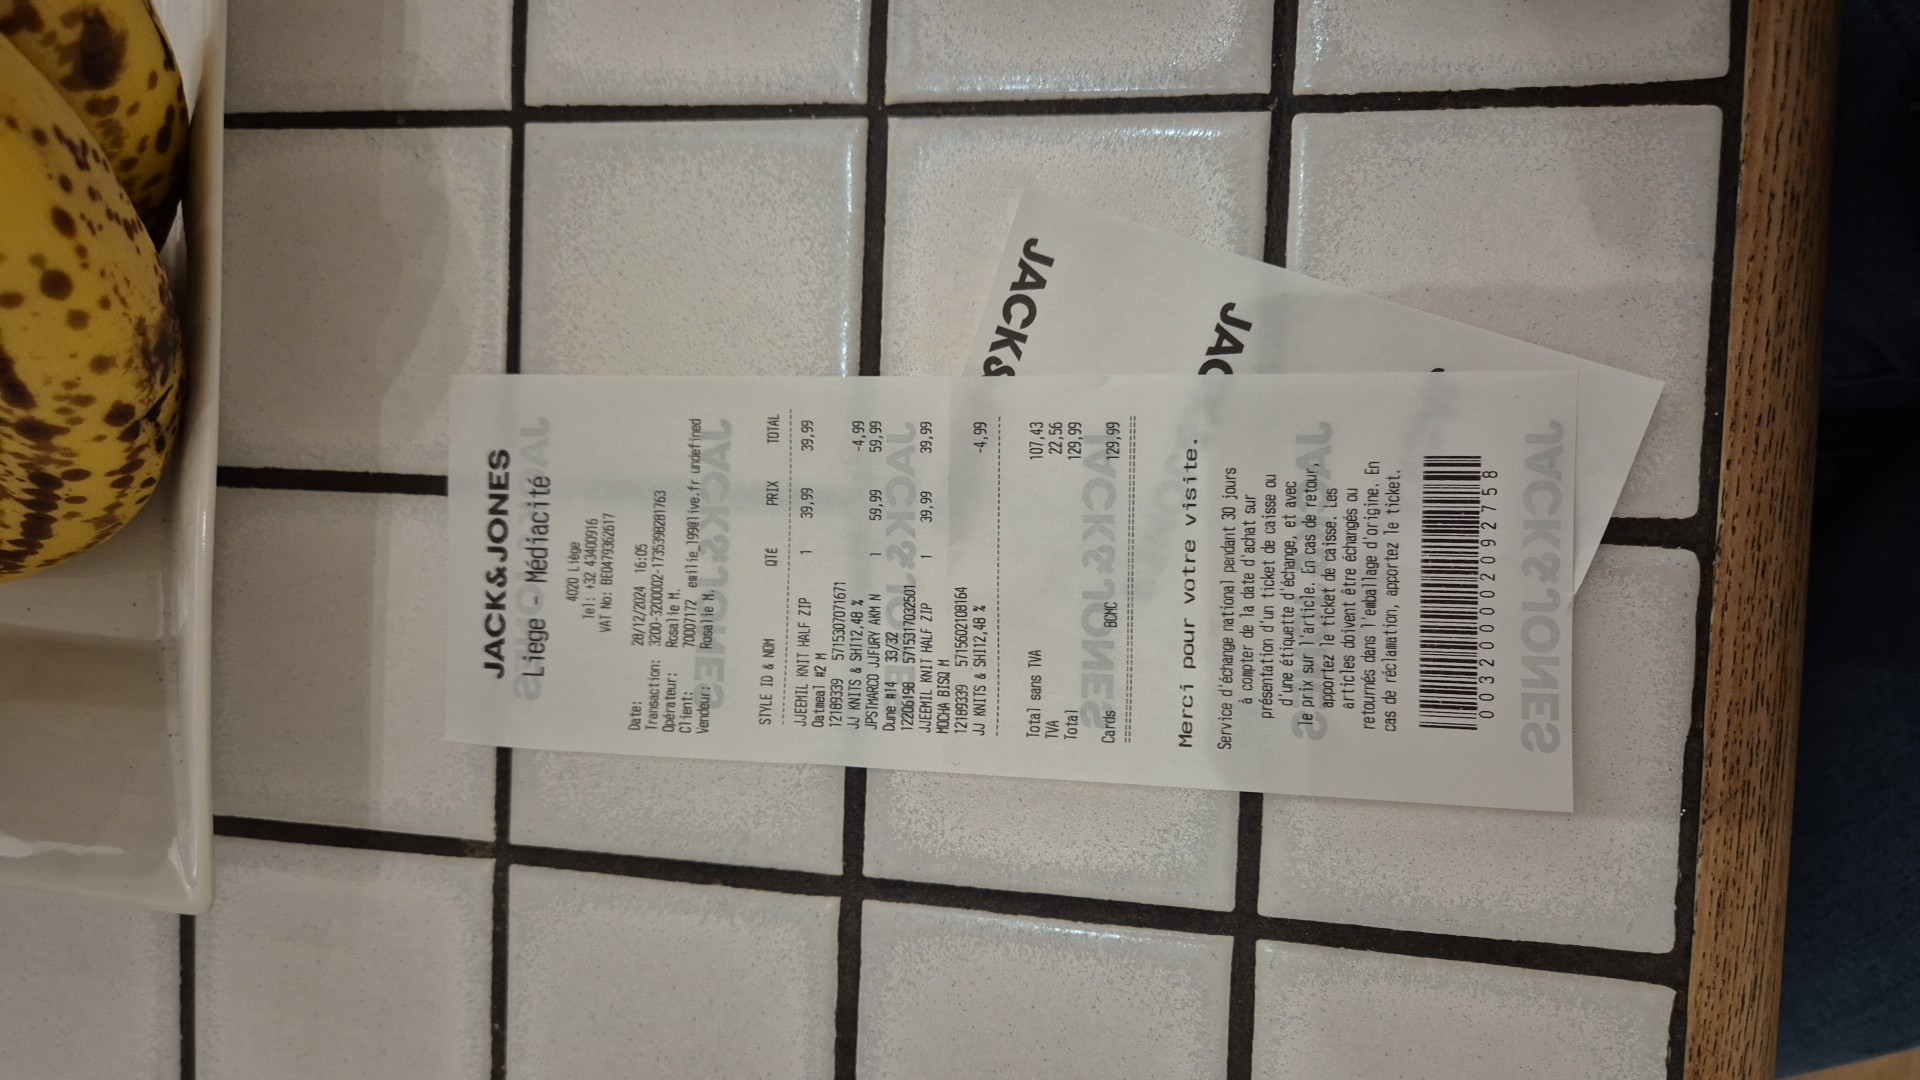 JACK&JONES
Liege - Médiacité
4020 Liége
Tel: +32 43400916
VAT No: BE0479362617
Date: 28/12/2024 16:05
Transaction: 3200-3200002-1735398281763
Opérateur: Rosalie M.
Client: 70007172 emilie_1990live.fr undefined
Vendeur: Rosalie M.
STYLE ID & NOM QTÉ PRIX TOTAL
JJEEMIL KNIT HALF ZIP 1 39,99 39,99
Oatmeal #2 M
12189339 5715307071671
JJ KNITS & SHI12,48 % -4,99
JPSTMARCO JJFURY AKM N 1 59,99 59,99
Dune #14 33/32
12206198 5715317032501
JJEEMIL KNIT HALF ZIP 1 39,99 39,99
MOCHA BISQ M
12189339 5715602108164
JJ KNITS & SHI12,48 % -4,99
Total sans TVA 107,43
TVA 22,56
Total 129,99
Cards BCMC 129,99
Merci pour votre visite.
Service d'échange national pendant 30 jours
à compter de la date d'achat sur
présentation d'un ticket de caisse ou
d'une étiquette d'échange, et avec
le prix sur l'article. En cas de retour,
apportez le ticket de caisse. Les
articles doivent être échangés ou
retournés dans l'emballage d'origine. En
cas de réclamation, apportez le ticket.
003200002092758
JACK&
JAC